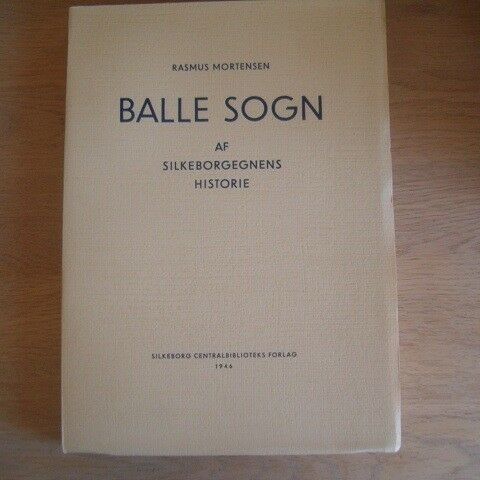 RASMUS MORTENSEN
BALLE SOGN
AF
SILKEBORGEGNENS
HISTORIE
SILKEBORG CENTRALBIBLIOTEKS FORLAG
1946